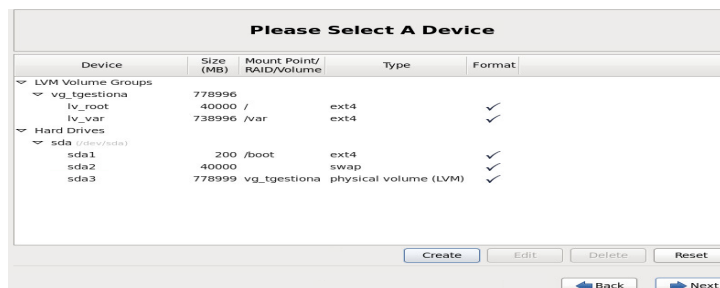 Please Select A Device
Device Size (MB) Mount Point/ RAID/Volume Type Format
LVM Volume Groups
vg_tgestiona 778996
lv_root 40000 / ext4
lv_var 738996 /var ext4
Hard Drives
sda (/dev/sda)
sda1 200 /boot ext4
sda2 40000 swap
sda3 778999 vg_tgestiona physical volume (LVM)
Create Edit Delete Reset
Back Next